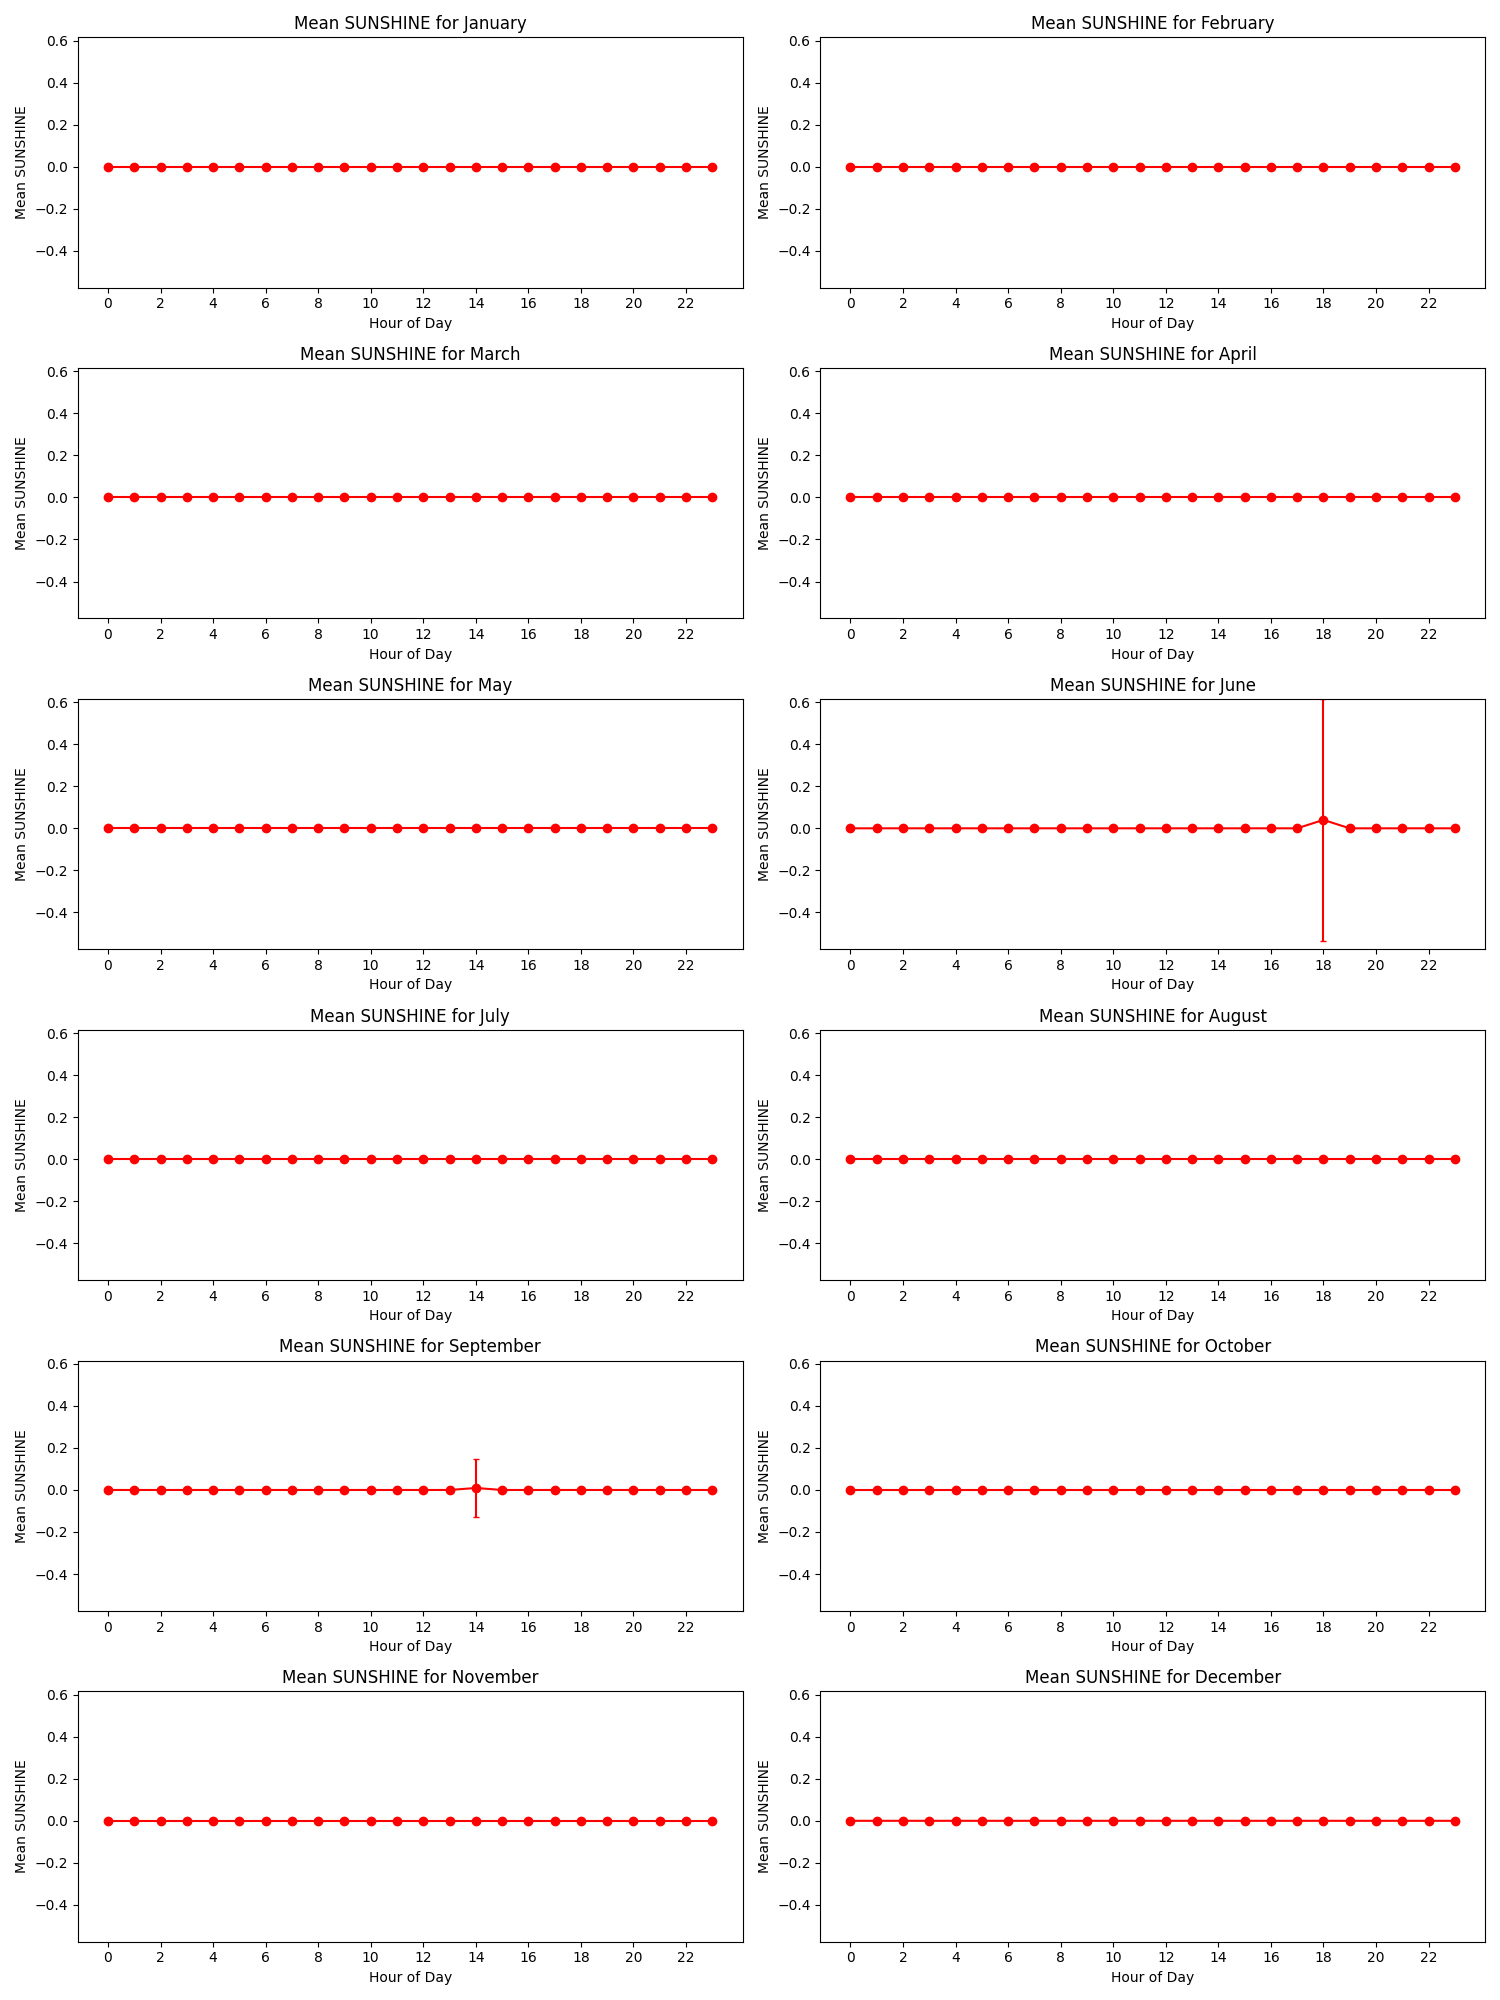 Mean SUNSHINE for January
Mean SUNSHINE
0.6
0.4
0.2
0.0
−0.2
−0.4
0 2 4 6 8 10 12 14 16 18 20 22
Hour of Day
Mean SUNSHINE for February
Mean SUNSHINE
0.6
0.4
0.2
0.0
−0.2
−0.4
0 2 4 6 8 10 12 14 16 18 20 22
Hour of Day
Mean SUNSHINE for March
Mean SUNSHINE
0.6
0.4
0.2
0.0
−0.2
−0.4
0 2 4 6 8 10 12 14 16 18 20 22
Hour of Day
Mean SUNSHINE for April
Mean SUNSHINE
0.6
0.4
0.2
0.0
−0.2
−0.4
0 2 4 6 8 10 12 14 16 18 20 22
Hour of Day
Mean SUNSHINE for May
Mean SUNSHINE
0.6
0.4
0.2
0.0
−0.2
−0.4
0 2 4 6 8 10 12 14 16 18 20 22
Hour of Day
Mean SUNSHINE for June
Mean SUNSHINE
0.6
0.4
0.2
0.0
−0.2
−0.4
0 2 4 6 8 10 12 14 16 18 20 22
Hour of Day
Mean SUNSHINE for July
Mean SUNSHINE
0.6
0.4
0.2
0.0
−0.2
−0.4
0 2 4 6 8 10 12 14 16 18 20 22
Hour of Day
Mean SUNSHINE for August
Mean SUNSHINE
0.6
0.4
0.2
0.0
−0.2
−0.4
0 2 4 6 8 10 12 14 16 18 20 22
Hour of Day
Mean SUNSHINE for September
Mean SUNSHINE
0.6
0.4
0.2
0.0
−0.2
−0.4
0 2 4 6 8 10 12 14 16 18 20 22
Hour of Day
Mean SUNSHINE for October
Mean SUNSHINE
0.6
0.4
0.2
0.0
−0.2
−0.4
0 2 4 6 8 10 12 14 16 18 20 22
Hour of Day
Mean SUNSHINE for November
Mean SUNSHINE
0.6
0.4
0.2
0.0
−0.2
−0.4
0 2 4 6 8 10 12 14 16 18 20 22
Hour of Day
Mean SUNSHINE for December
Mean SUNSHINE
0.6
0.4
0.2
0.0
−0.2
−0.4
0 2 4 6 8 10 12 14 16 18 20 22
Hour of Day